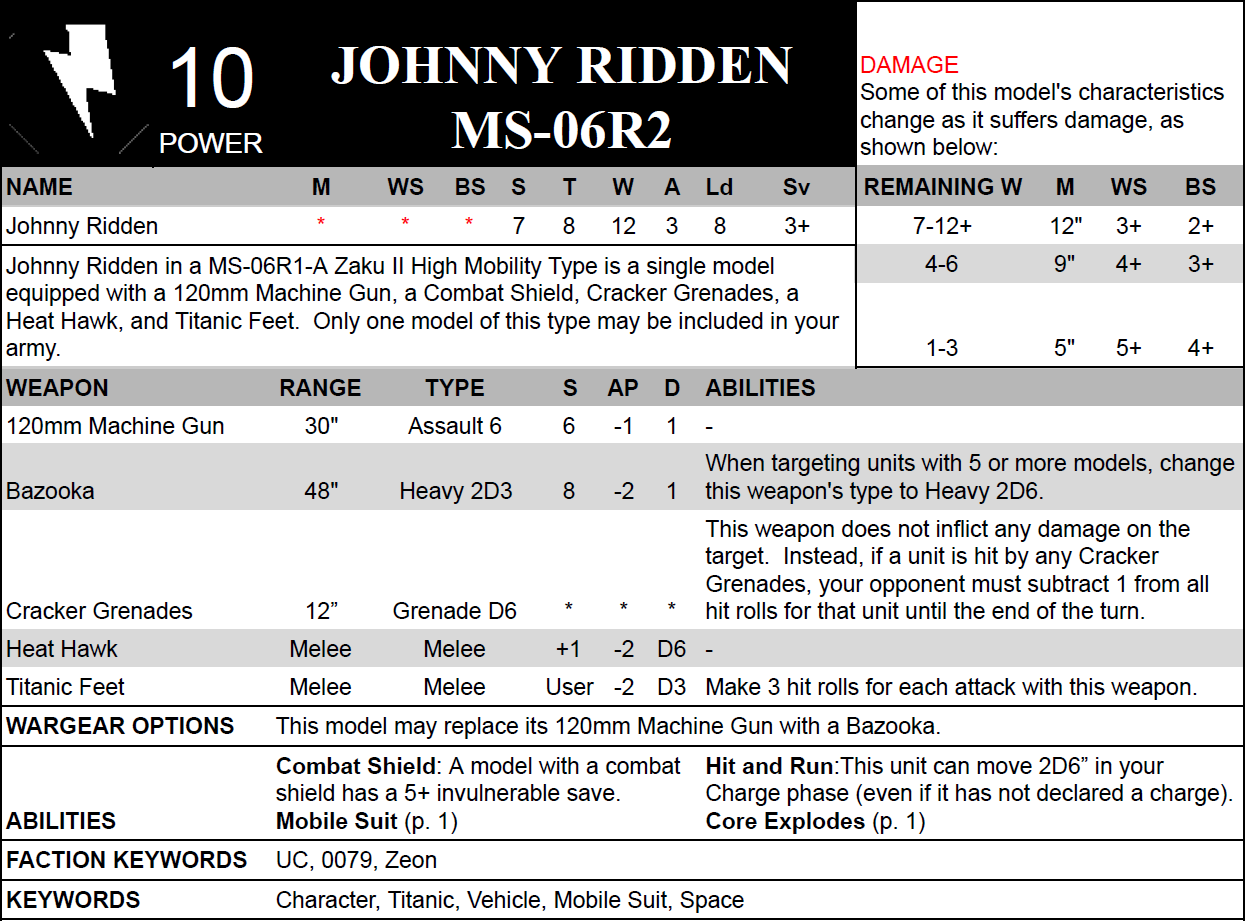 10
POWER
JOHNNY RIDDEN
MS-06R2
DAMAGE
Some of this model's characteristics
change as it suffers damage, as
shown below:
NAME M WS BS S T W A Ld Sv
Johnny Ridden * * * 7 8 12 3 8 3+
Johnny Ridden in a MS-06R1-A Zaku II High Mobility Type is a single model
equipped with a 120mm Machine Gun, a Combat Shield, Cracker Grenades, a
Heat Hawk, and Titanic Feet.  Only one model of this type may be included in your
army.
REMAINING W M WS BS
7-12+ 12" 3+ 2+
4-6 9" 4+ 3+
1-3 5" 5+ 4+
WEAPON RANGE TYPE S AP D ABILITIES
120mm Machine Gun 30" Assault 6 6 -1 1 -
When targeting units with 5 or more models, change
Bazooka 48" Heavy 2D3 8 -2 1 this weapon's type to Heavy 2D6.
This weapon does not inflict any damage on the
target.  Instead, if a unit is hit by any Cracker
Grenades, your opponent must subtract 1 from all
Cracker Grenades 12” Grenade D6 * * * hit rolls for that unit until the end of the turn.
Heat Hawk Melee Melee +1 -2 D6 -
Titanic Feet Melee Melee User -2 D3 Make 3 hit rolls for each attack with this weapon.
WARGEAR OPTIONS This model may replace its 120mm Machine Gun with a Bazooka.
ABILITIES
Combat Shield: A model with a combat
shield has a 5+ invulnerable save.
Mobile Suit (p. 1)
Hit and Run:This unit can move 2D6” in your
Charge phase (even if it has not declared a charge).
Core Explodes (p. 1)
FACTION KEYWORDS UC, 0079, Zeon
KEYWORDS Character, Titanic, Vehicle, Mobile Suit, Space